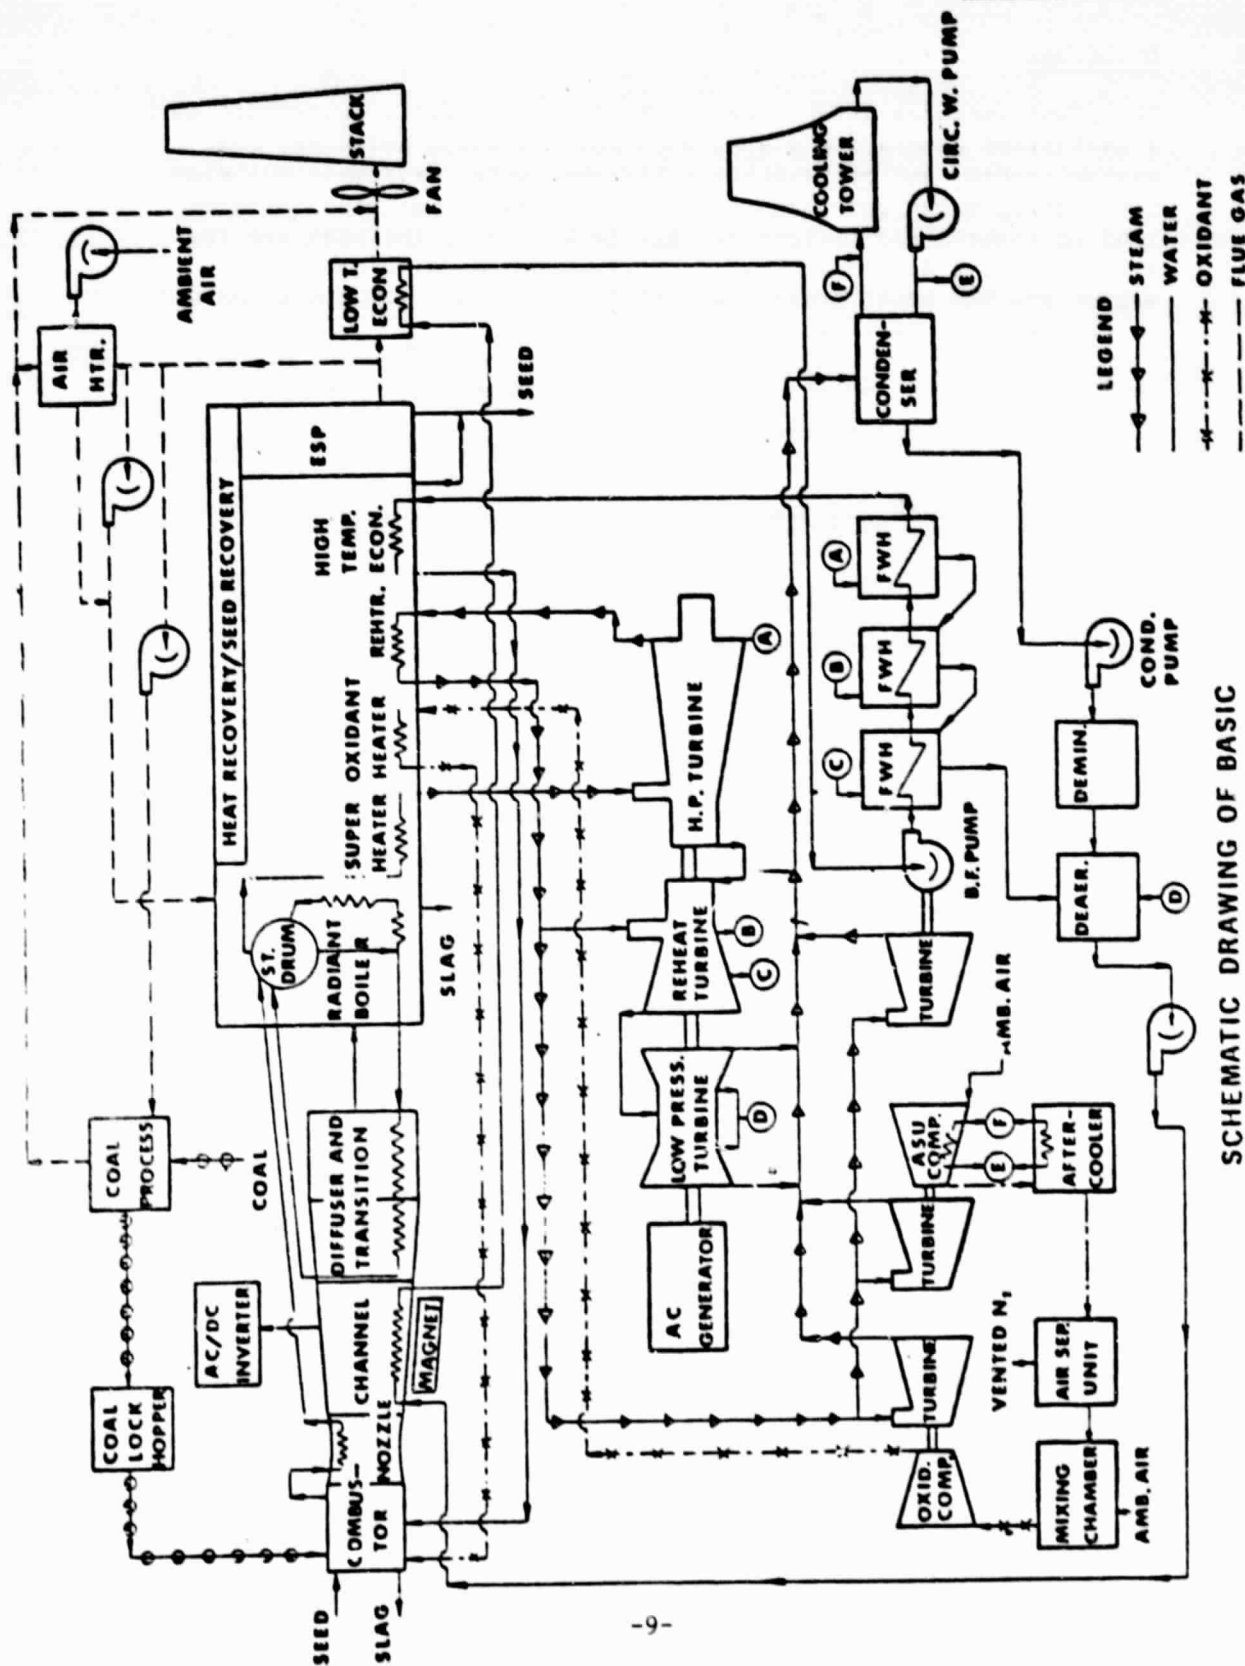 STACK
FAN
AMBIENT
AIR
AIR
HTR.
LOW T.
ECON
SEED
HEAT RECOVERY/SEED RECOVERY
ESP
HIGH
TEMP.
ECON.
REHTR.
SUPER OXIDANT
HEATER HEATER
ST.
DRUM
RADIANT
BOILER
SLAG
COAL
PROCESS
COAL
DIFFUSER AND
TRANSITION
AC/DC
INVERTER
CHANNEL
MAGNET
COAL
LOCK
HOPPER
NOZZLE
COMBUS-
TOR
SEED
SLAG
COOLING
TOWER
CIRC. W. PUMP
F
E
CONDEN-
SER
H.P. TURBINE
A
REHEAT
TURBINE
B
C
LOW PRESS.
TURBINE
D
AC
GENERATOR
FWH
A
FWH
B
FWH
C
B.F. PUMP
TURBINE
COND.
PUMP
DEMIN.
DEAER.
D
AMB. AIR
ASU
COMP.
F
E
AFTER-
COOLER
TURBINE
VENTED N₂
AIR SEP.
UNIT
TURBINE
OXID.
COMP.
MIXING
CHAMBER
AMB. AIR
LEGEND
STEAM
WATER
OXIDANT
FLUE GAS
SCHEMATIC DRAWING OF BASIC
-9-